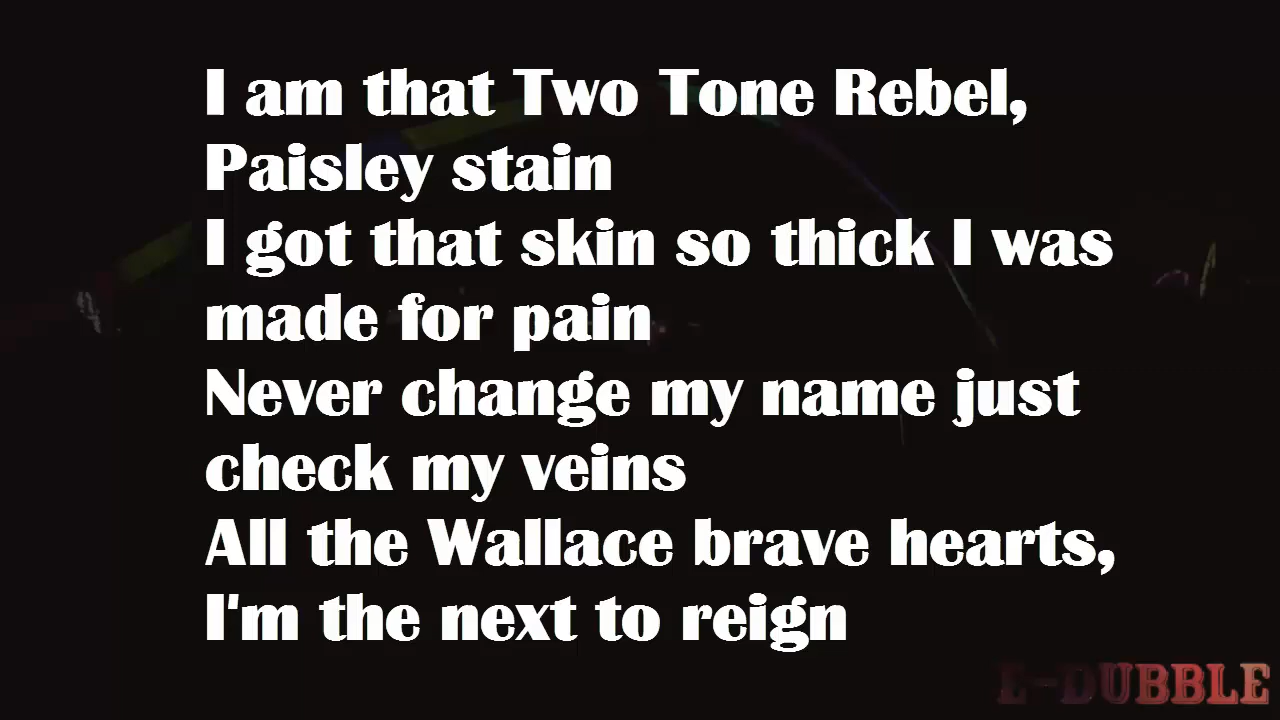 I am that Two Tone Rebel,
Paisley stain
I got that skin so thick I was
made for pain
Never change my name just
check my veins
All the Wallace brave hearts,
I'm the next to reign
E-DUBBLE